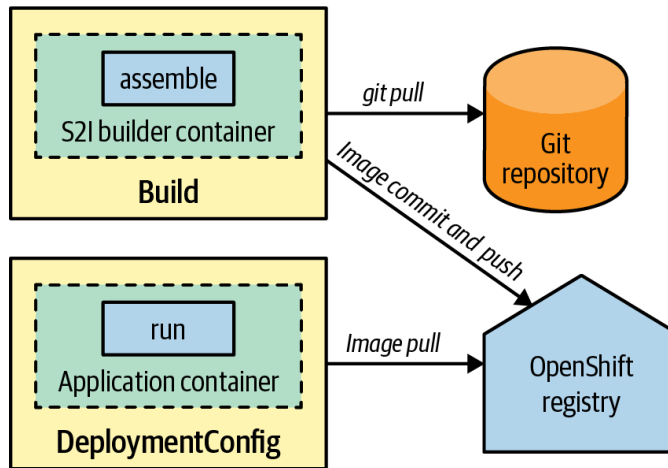 assemble
S2I builder container
Build
git pull
Git
repository
Image commit and push
run
Application container
DeploymentConfig
Image pull
OpenShift
registry